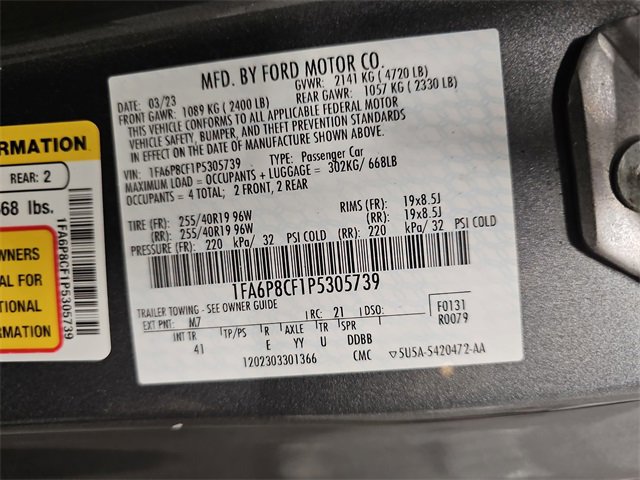 MFD. BY FORD MOTOR CO.
DATE: 03/23 GVWR: 2141 KG (4720 LB)
FRONT GAWR: 1089 KG (2400 LB) REAR GAWR: 1057 KG (2330 LB)
THIS VEHICLE CONFORMS TO ALL APPLICABLE FEDERAL MOTOR
VEHICLE SAFETY, BUMPER, AND THEFT PREVENTION STANDARDS
IN EFFECT ON THE DATE OF MANUFACTURE SHOWN ABOVE.
VIN: 1FA6P8CF1P5305739 TYPE: Passenger Car
MAXIMUM LOAD = OCCUPANTS + LUGGAGE = 302KG/ 668LB
OCCUPANTS = 4 TOTAL; 2 FRONT, 2 REAR
TIRE (FR): 255/40R19 96W RIMS (FR): 19x8.5J
(RR): 255/40R19 96W (RR): 19x8.5J
PRESSURE (FR): 220 kPa/ 32 PSI COLD (RR): 220 kPa/ 32 PSI COLD
1FA6P8CF1P5305739
TRAILER TOWING - SEE OWNER GUIDE
EXT PNT: M7 RC: 21 DSO:
INT TR TP/PS R AXLE TR SPR
41 E YY U DDBB
1202303301366 CMC
F0131
R0079
▽SU5A-5420472-AA
ORMATION
REAR: 2
668 lbs.
OWNERS
AL FOR
TIONAL
MATION
1FA6P8CF1P5305739